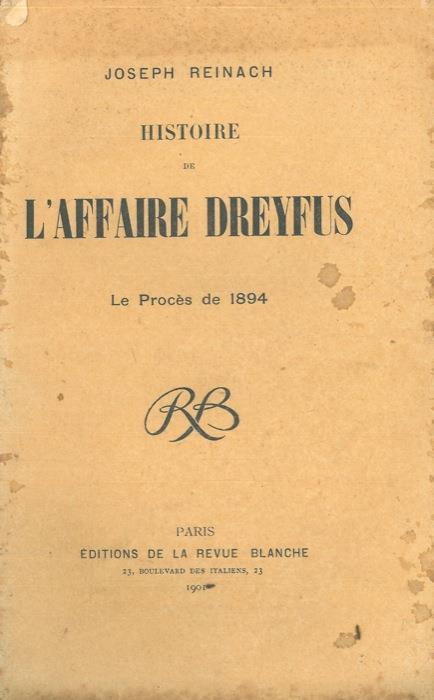 JOSEPH REINACH
HISTOIRE
DE
L'AFFAIRE DREYFUS
Le Procès de 1894
RB
PARIS
ÉDITIONS DE LA REVUE BLANCHE
23, BOULEVARD DES ITALIENS, 23
1901